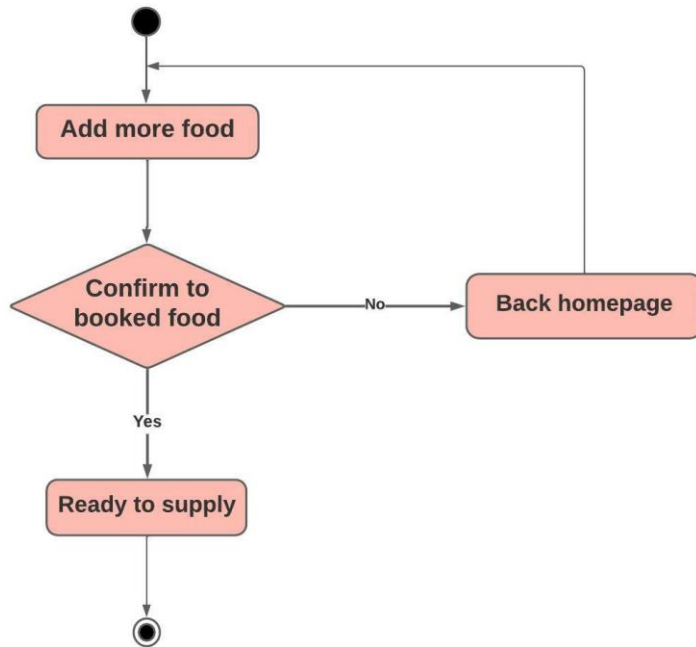 Add more food
Confirm to
booked food
No
Back homepage
Yes
Ready to supply